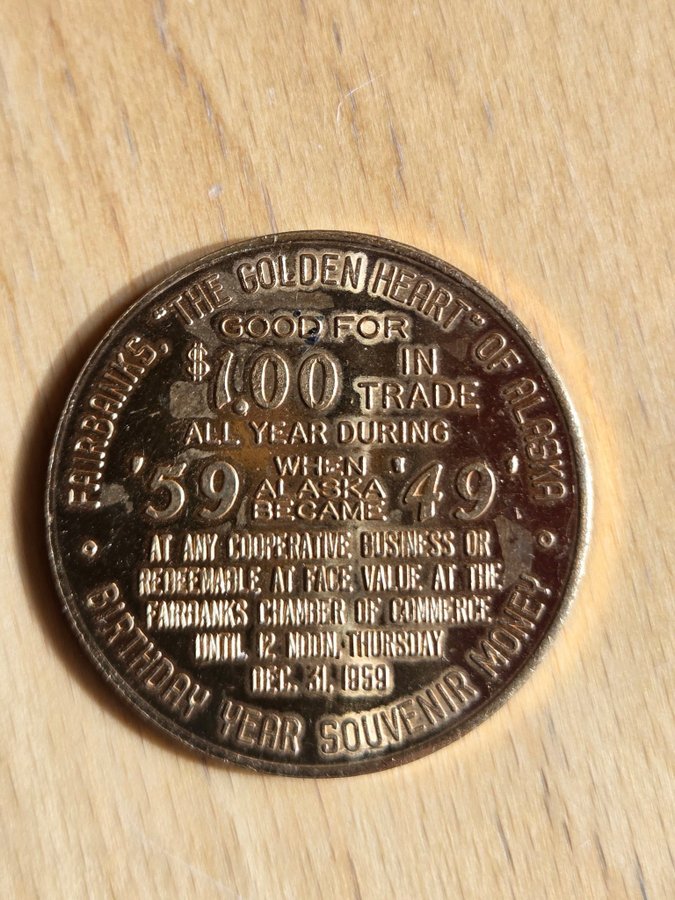 FAIRBANKS, "THE GOLDEN HEART" OF ALASKA
GOOD FOR
$1.00 IN TRADE
ALL YEAR DURING
'59 WHEN ALASKA BECAME '49'
AT ANY COOPERATIVE BUSINESS OR
REDEEMABLE AT FACE VALUE AT THE
FAIRBANKS CHAMBER OF COMMERCE
UNTIL 12 NOON, THURSDAY
DEC. 31, 1959
BIRTHDAY YEAR SOUVENIR MONEY